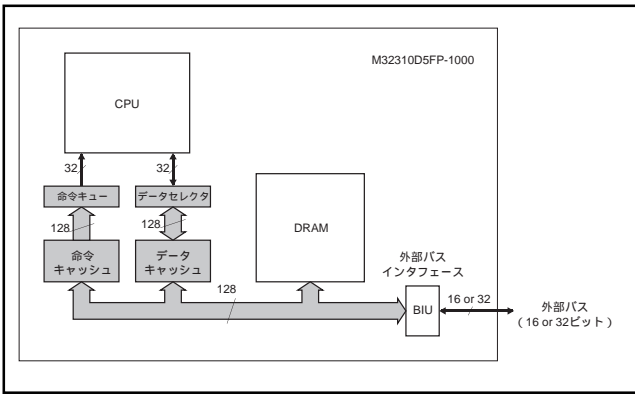 M32310D5FP-1000
CPU
32
32
命令キュー
データセレクタ
128
128
命令
キャッシュ
データ
キャッシュ
DRAM
128
外部バス
インタフェース
BIU
16 or 32
外部バス
( 16 or 32ビット )